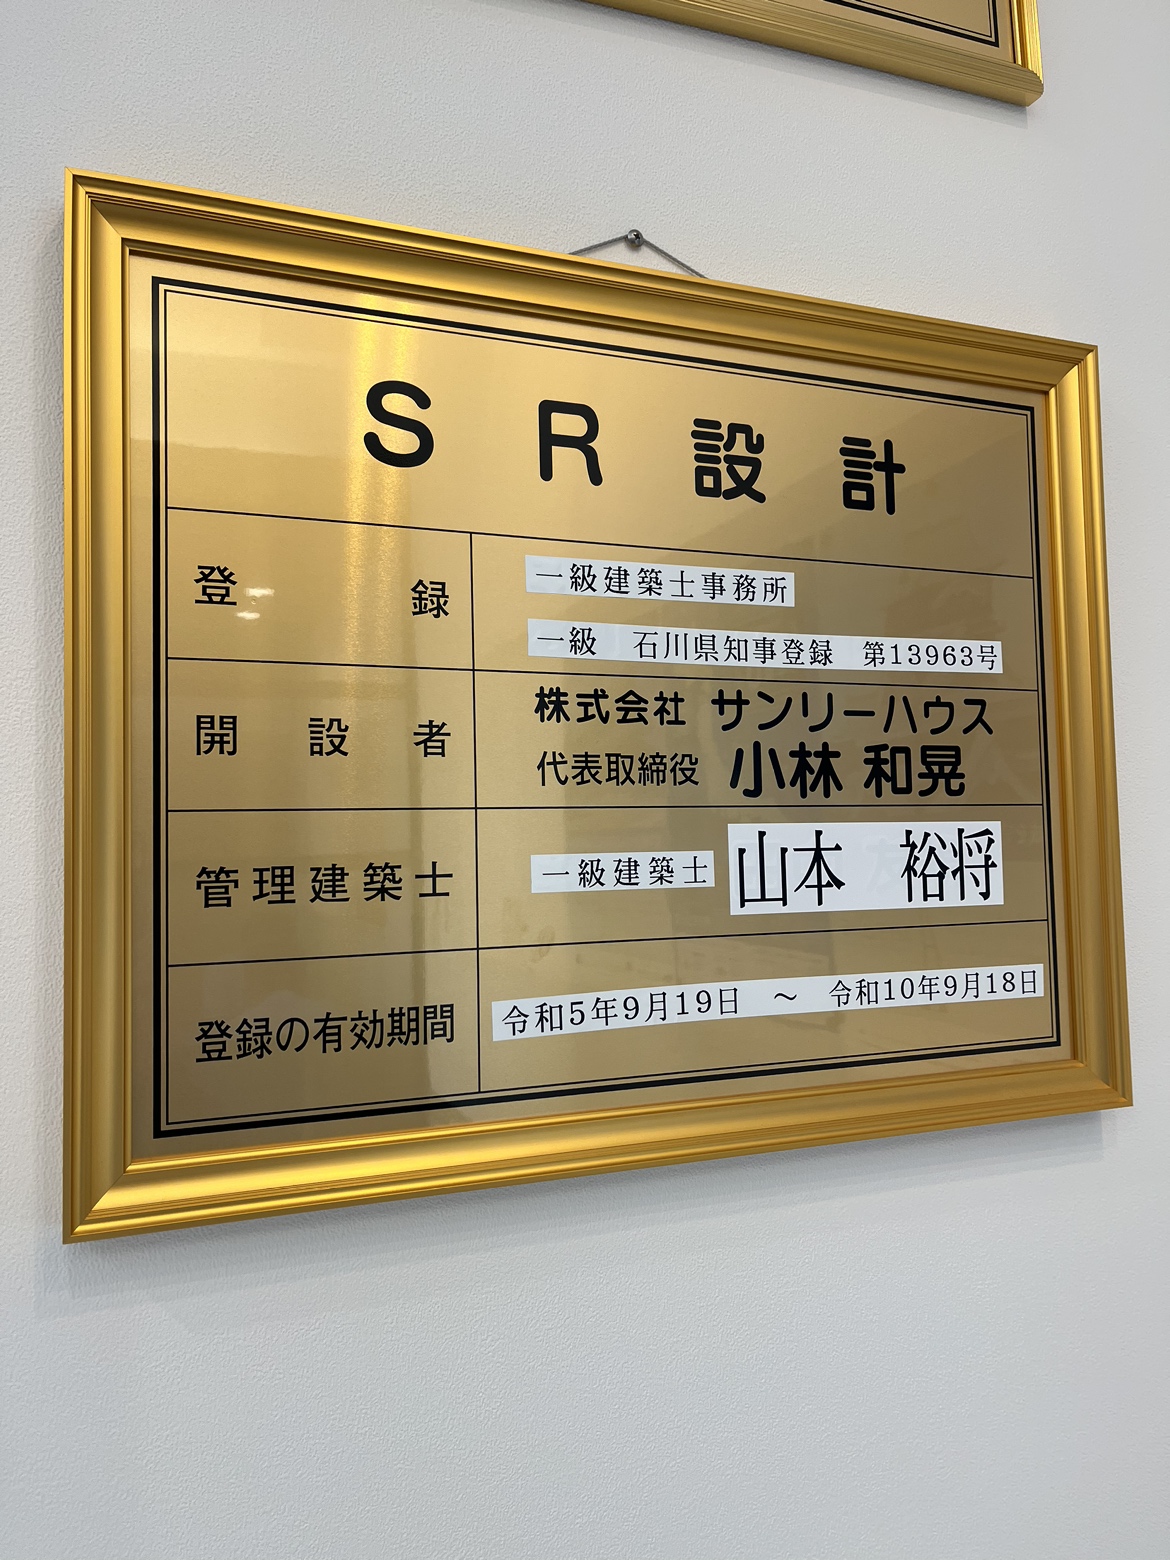 SR設計
登録
一級建築士事務所
一級　石川県知事登録　第13963号
開設者
株式会社 サンリーハウス
代表取締役 小林 和晃
管理建築士
一級建築士 山本　裕将
登録の有効期間
令和5年9月19日　～　令和10年9月18日